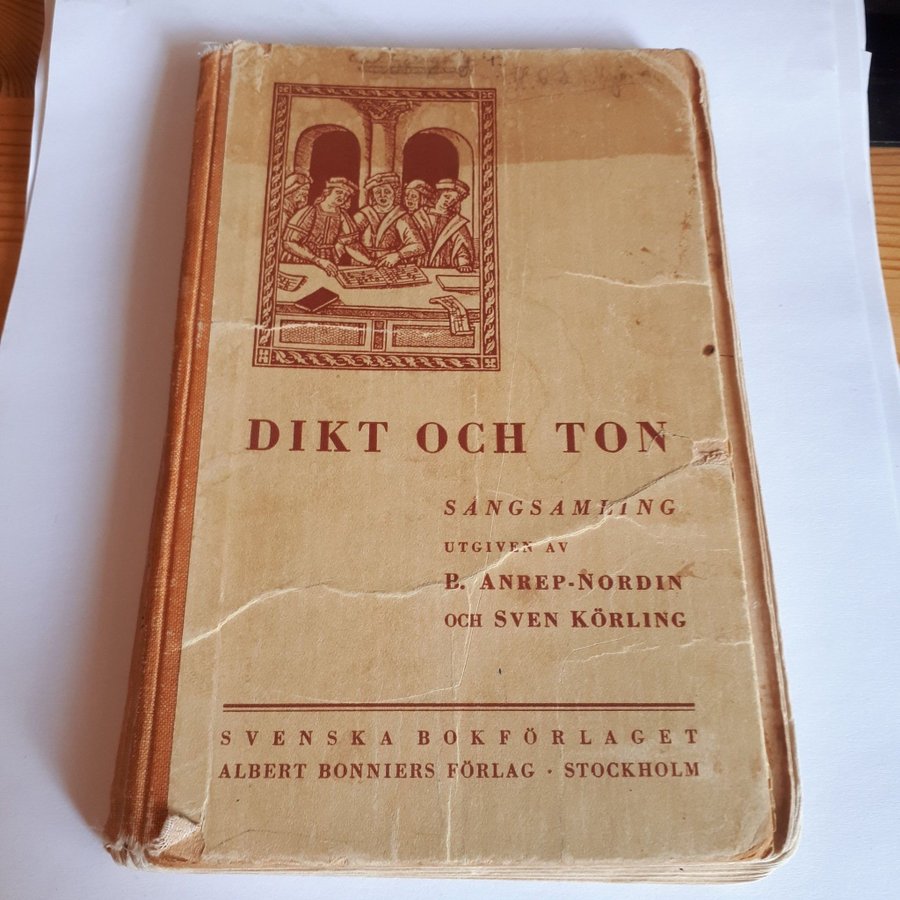 DIKT OCH TON
SÅNGSAMLING
UTGIVEN AV
B. ANREP-NORDIN
OCH SVEN KÖRLING
SVENSKA BOKFÖRLAGET
ALBERT BONNIERS FÖRLAG · STOCKHOLM